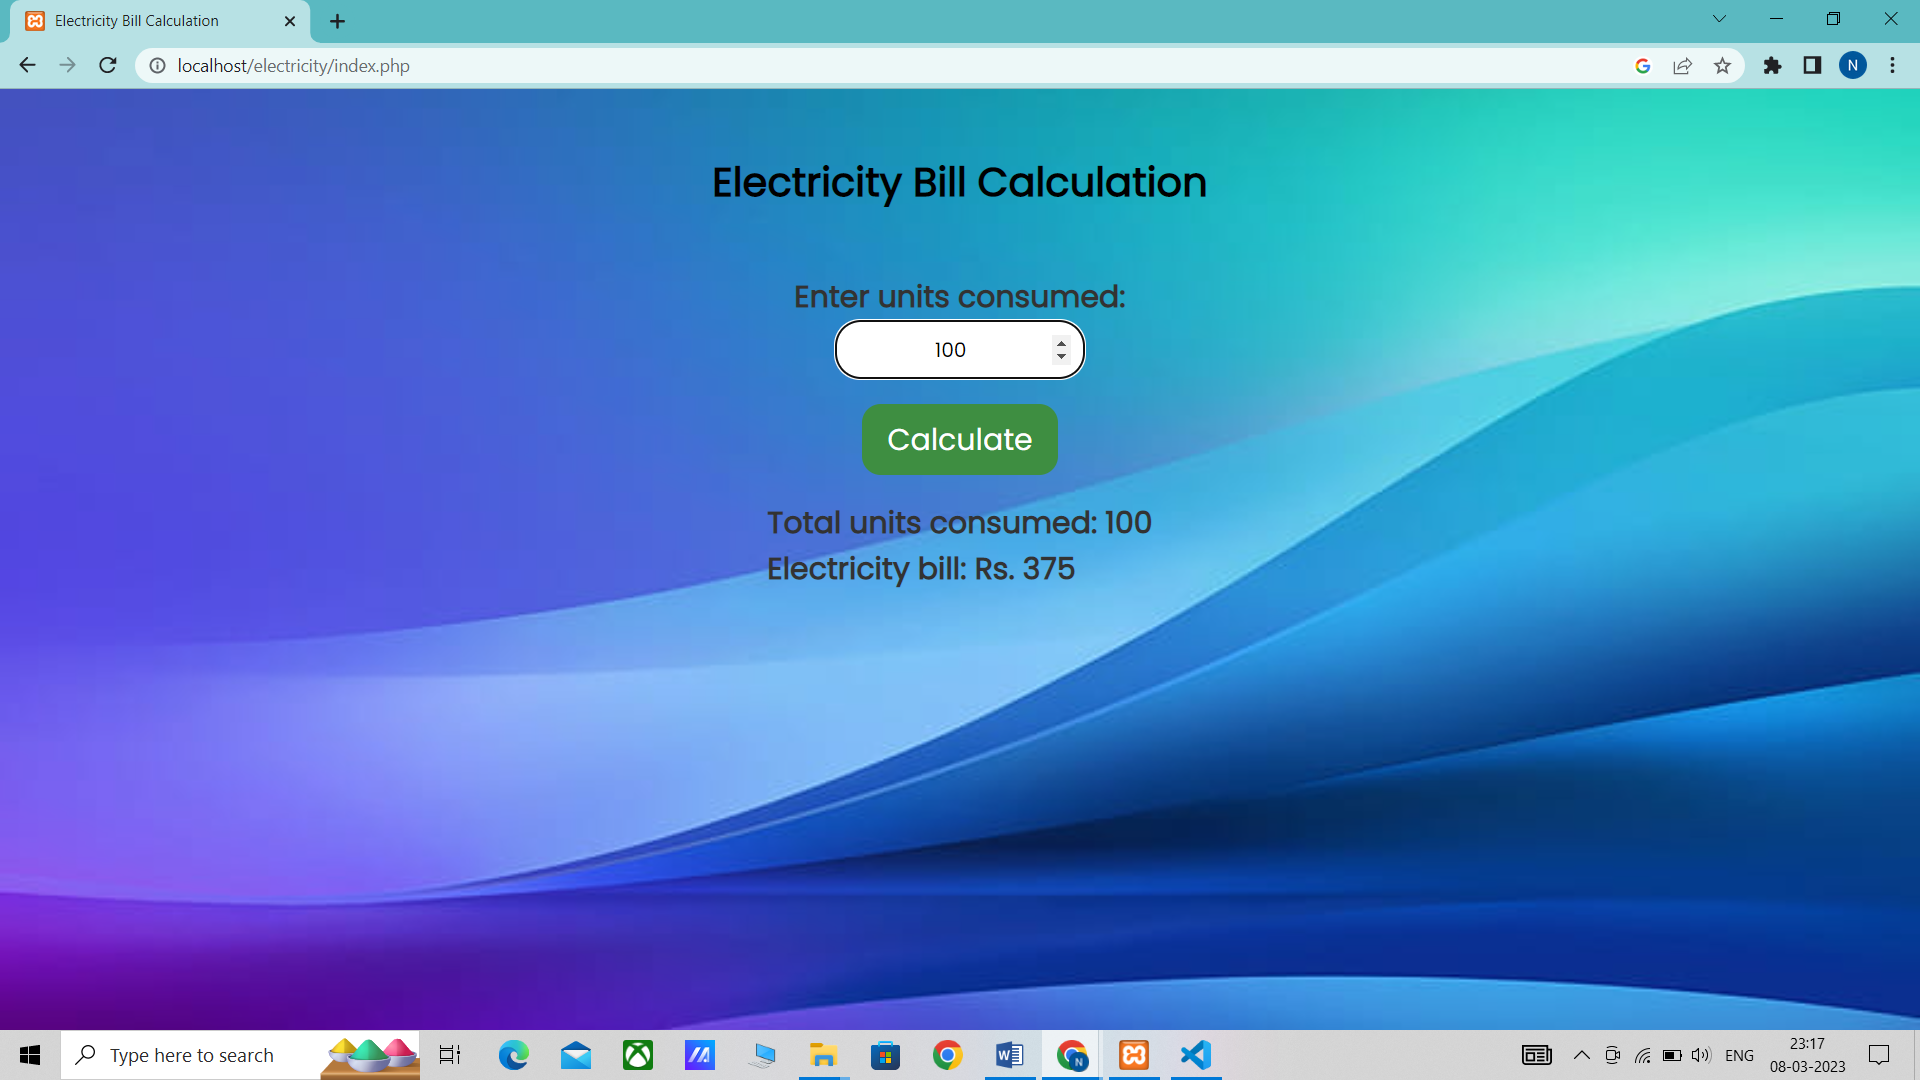 Electricity Bill Calculation
localhost/electricity/index.php
N
Electricity Bill Calculation
Enter units consumed:
100
Calculate
Total units consumed: 100
Electricity bill: Rs. 375
Type here to search
W
N
ENG
23:17
08-03-2023